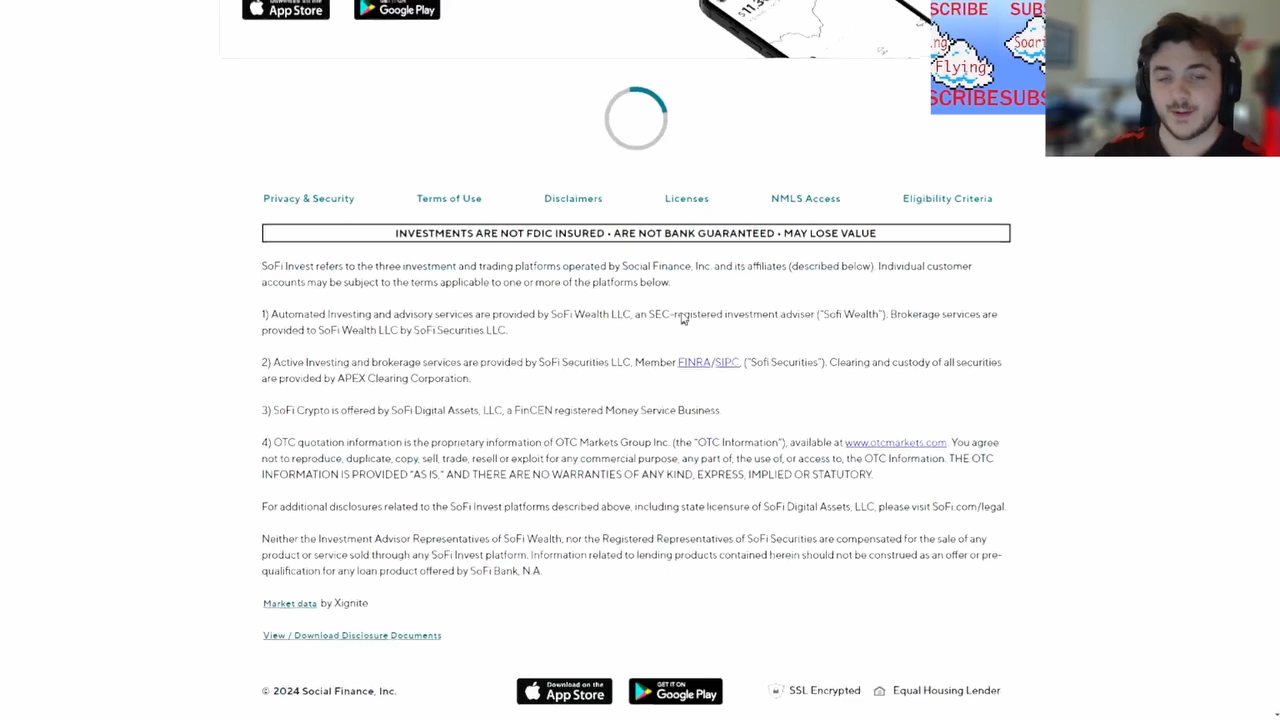 Download on the
App Store
GET IT ON
Google Play
SCRIBE SUBS
Soari
Flying
SCRIBESUBS
Privacy & Security Terms of Use Disclaimers Licenses NMLS Access Eligibility Criteria
INVESTMENTS ARE NOT FDIC INSURED • ARE NOT BANK GUARANTEED • MAY LOSE VALUE
SoFi Invest refers to the three investment and trading platforms operated by Social Finance, Inc. and its affiliates (described below). Individual customer
accounts may be subject to the terms applicable to one or more of the platforms below.
1) Automated Investing and advisory services are provided by SoFi Wealth LLC, an SEC-registered investment adviser ("Sofi Wealth"). Brokerage services are
provided to SoFi Wealth LLC by SoFi Securities LLC.
2) Active Investing and brokerage services are provided by SoFi Securities LLC, Member FINRA/SIPC, ("Sofi Securities"). Clearing and custody of all securities
are provided by APEX Clearing Corporation.
3) SoFi Crypto is offered by SoFi Digital Assets, LLC, a FinCEN registered Money Service Business.
4) OTC quotation information is the proprietary information of OTC Markets Group Inc. (the "OTC Information"), available at www.otcmarkets.com. You agree
not to reproduce, duplicate, copy, sell, trade, resell or exploit for any commercial purpose, any part of, the use of, or access to, the OTC Information. THE OTC
INFORMATION IS PROVIDED "AS IS," AND THERE ARE NO WARRANTIES OF ANY KIND, EXPRESS, IMPLIED OR STATUTORY.
For additional disclosures related to the SoFi Invest platforms described above, including state licensure of SoFi Digital Assets, LLC, please visit SoFi.com/legal.
Neither the Investment Advisor Representatives of SoFi Wealth, nor the Registered Representatives of SoFi Securities are compensated for the sale of any
product or service sold through any SoFi Invest platform. Information related to lending products contained herein should not be construed as an offer or pre-
qualification for any loan product offered by SoFi Bank, N.A.
Market data by Xignite
View / Download Disclosure Documents
© 2024 Social Finance, Inc.
Download on the
App Store
GET IT ON
Google Play
SSL Encrypted
Equal Housing Lender